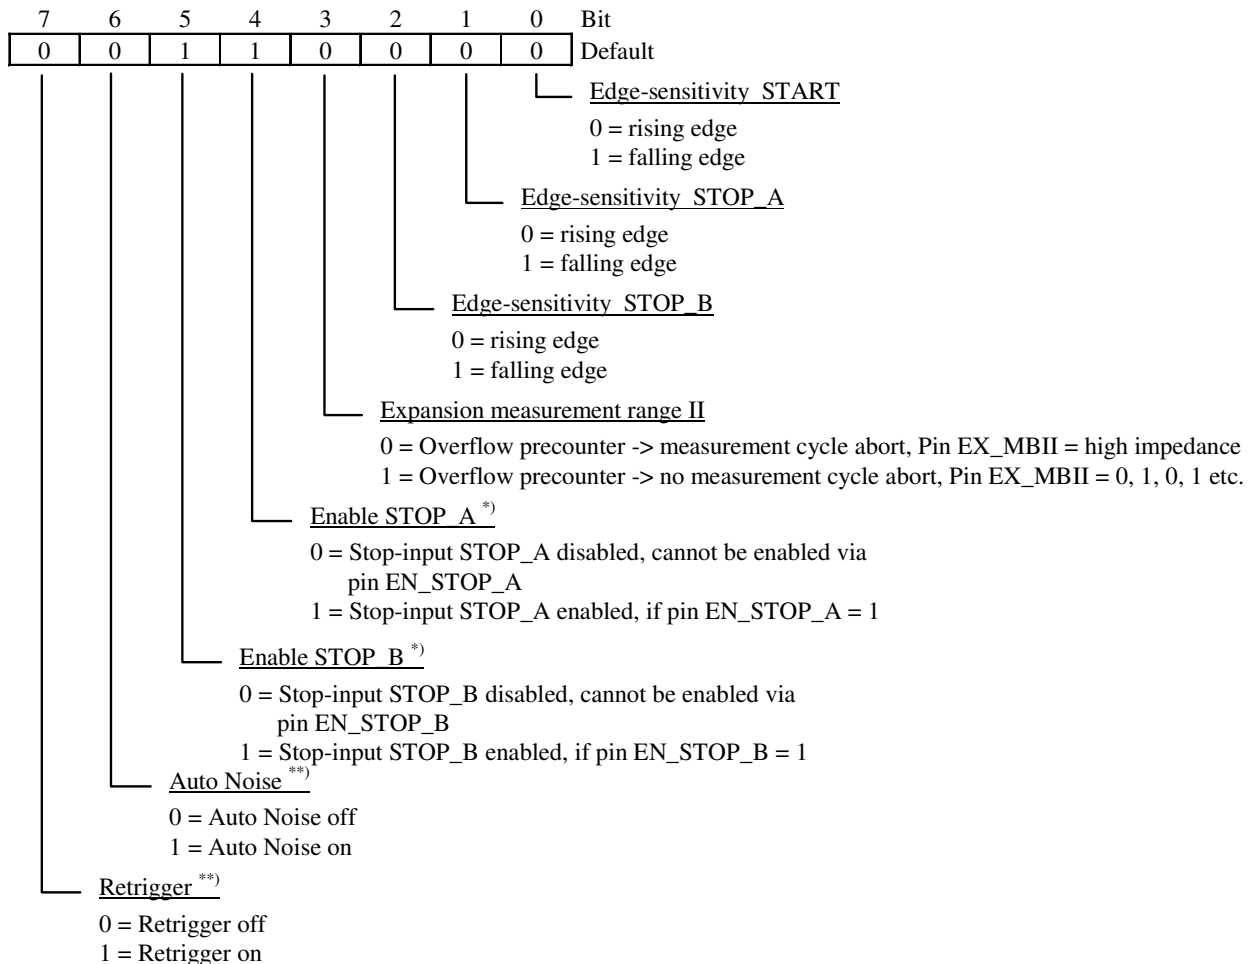 7 6 5 4 3 2 1 0 Bit
0 0 1 1 0 0 0 0 Default
Edge-sensitivity START
0 = rising edge
1 = falling edge
Edge-sensitivity STOP_A
0 = rising edge
1 = falling edge
Edge-sensitivity STOP_B
0 = rising edge
1 = falling edge
Expansion measurement range II
0 = Overflow precounter -> measurement cycle abort, Pin EX_MBII = high impedance
1 = Overflow precounter -> no measurement cycle abort, Pin EX_MBII = 0, 1, 0, 1 etc.
Enable STOP_A *)
0 = Stop-input STOP_A disabled, cannot be enabled via
pin EN_STOP_A
1 = Stop-input STOP_A enabled, if pin EN_STOP_A = 1
Enable STOP_B *)
0 = Stop-input STOP_B disabled, cannot be enabled via
pin EN_STOP_B
1 = Stop-input STOP_B enabled, if pin EN_STOP_B = 1
Auto Noise **)
0 = Auto Noise off
1 = Auto Noise on
Retrigger **)
0 = Retrigger off
1 = Retrigger on